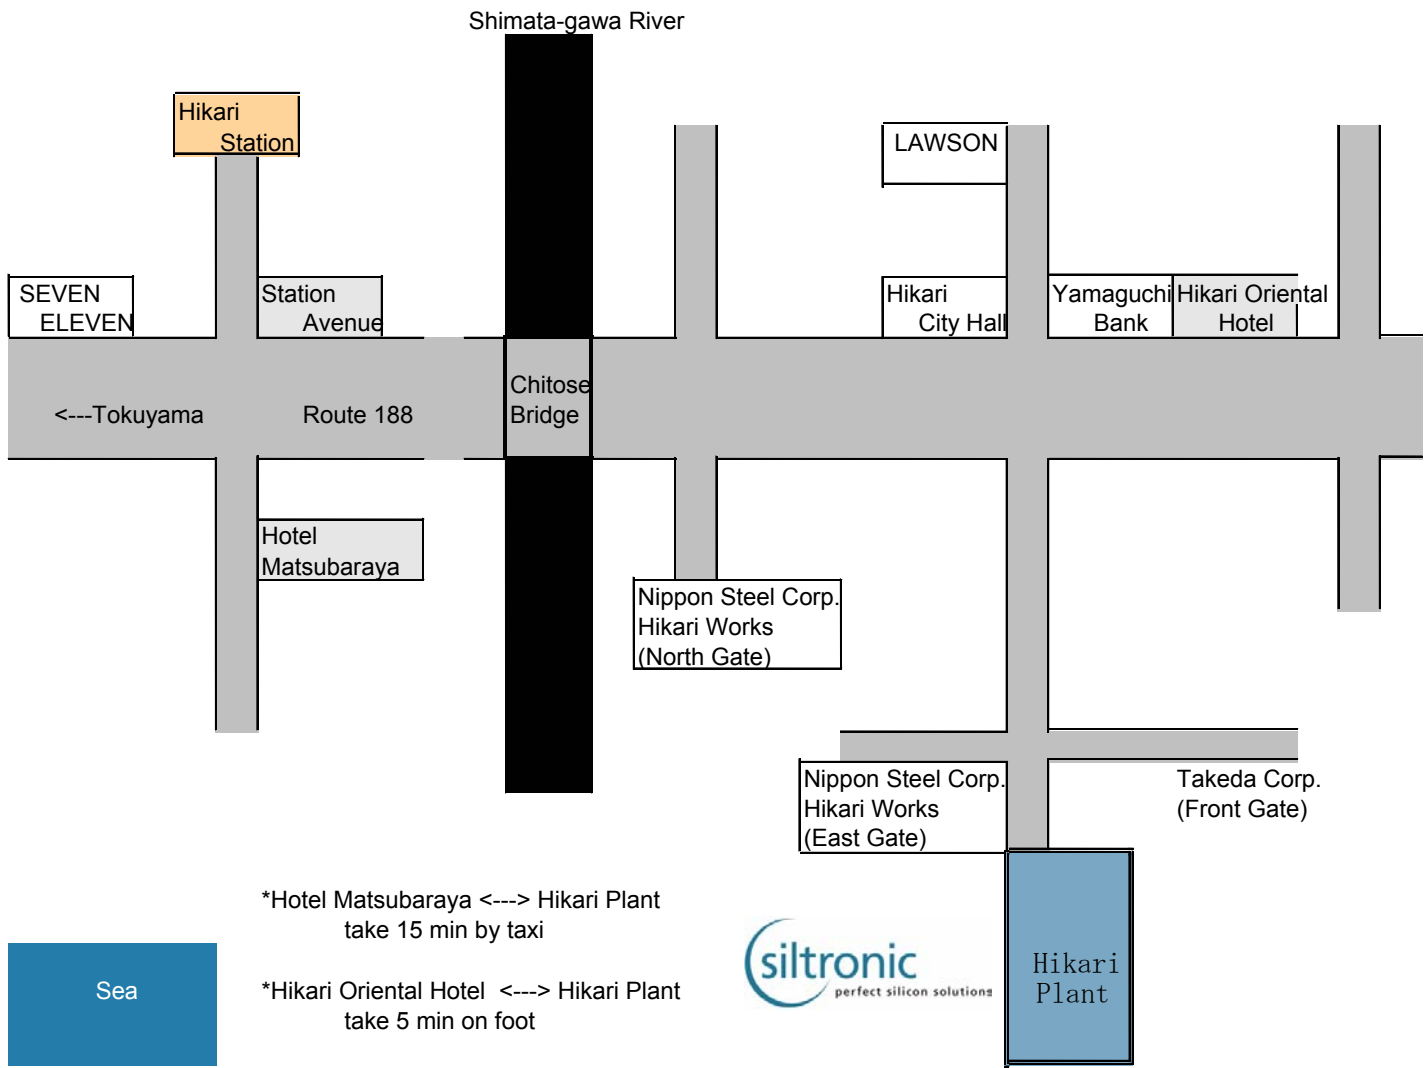 Shimata-gawa River
Hikari
Station
LAWSON
SEVEN
ELEVEN
Station
Avenue
Hikari
City Hall
Yamaguchi
Bank
Hikari Oriental
Hotel
<---Tokuyama
Route 188
Chitose
Bridge
Hotel
Matsubaraya
Nippon Steel Corp.
Hikari Works
(North Gate)
Nippon Steel Corp.
Hikari Works
(East Gate)
Takeda Corp.
(Front Gate)
*Hotel Matsubaraya <---> Hikari Plant
take 15 min by taxi
*Hikari Oriental Hotel <---> Hikari Plant
take 5 min on foot
Sea
siltronic
perfect silicon solutions
Hikari
Plant